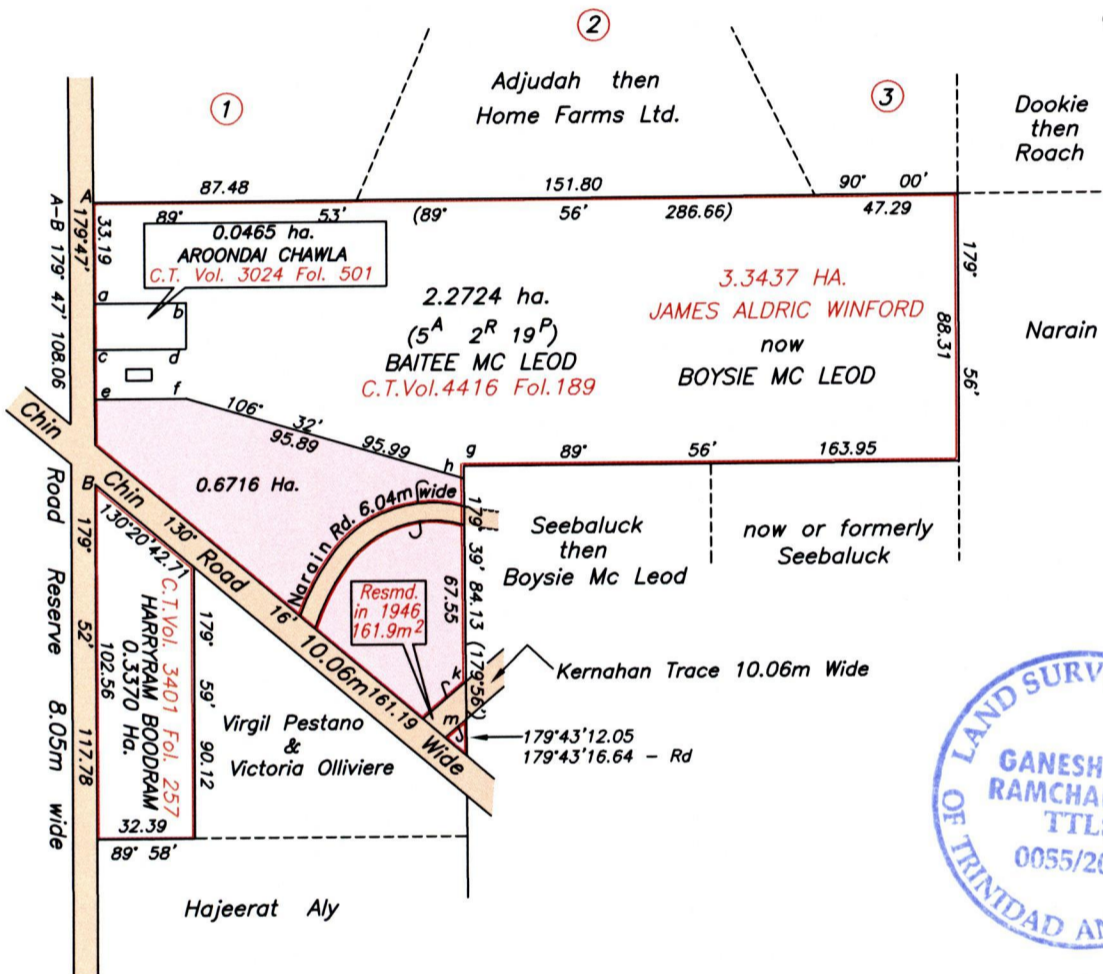 2
1
3
Adjudah then
Home Farms Ltd.
Dookie
then
Roach
87.48
151.80
90° 00'
A
89° 53' (89° 56' 286.66)
47.29
A-B 179° 47' 108.06
179°47'
33.19
0.0465 ha.
AROONDAI CHAWLA
C.T. Vol. 3024 Fol. 501
a
b
c
d
e
f
2.2724 ha.
(5A 2R 19P)
BAITEE MC LEOD
C.T.Vol.4416 Fol.189
3.3437 HA.
JAMES ALDRIC WINFORD
now
BOYSIE MC LEOD
179° 56'
88.31
Narain
106° 32'
95.89
95.99
h
g
89° 56' 163.95
Chin
0.6716 Ha.
B
Chin Road
130° 16'
10.06m Wide
161.19
Narain Rd. 6.04m wide
179° 39' 84.13 (179°56')
67.55
Seebaluck
then
Boysie Mc Leod
now or formerly
Seebaluck
Resmd.
in 1946
161.9m2
k
m
Kernahan Trace 10.06m Wide
179°43'12.05
179°43'16.64 - Rd
130°20'42.71
Road Reserve 8.05m wide
179° 52' 117.78
C.T.Vol. 3401 Fol. 257
HARRYRAM BOODRAM
0.3370 Ha.
102.56
179° 59' 90.12
Virgil Pestano
&
Victoria Olliviere
32.39
89° 58'
Hajeerat Aly
LAND SURV
GANESH
RAMCHA
TTLS
0055/20
OF TRINIDAD AN